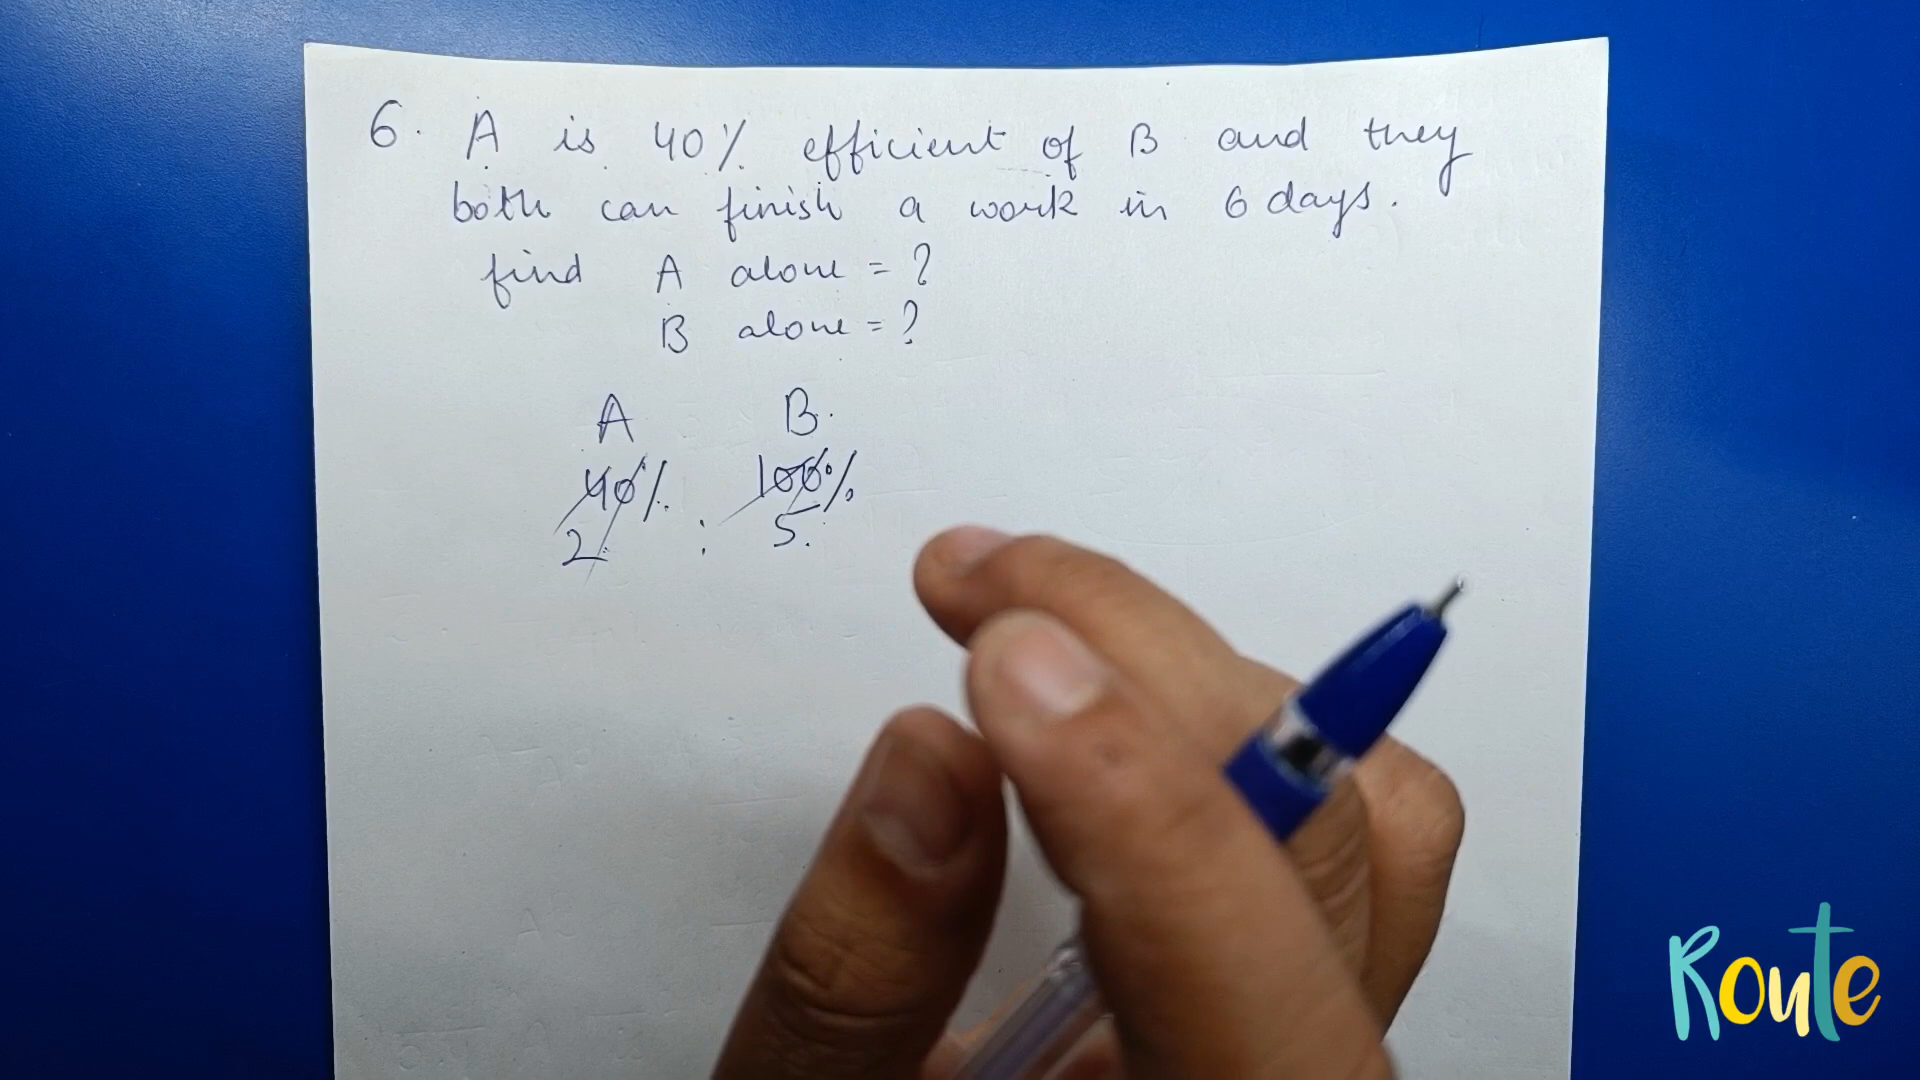 6. A is 40% efficient of B and they
both can finish a work in 6 days.
find A alone = ?
B alone = ?
A B.
40% 100%
2 : 5.
Route